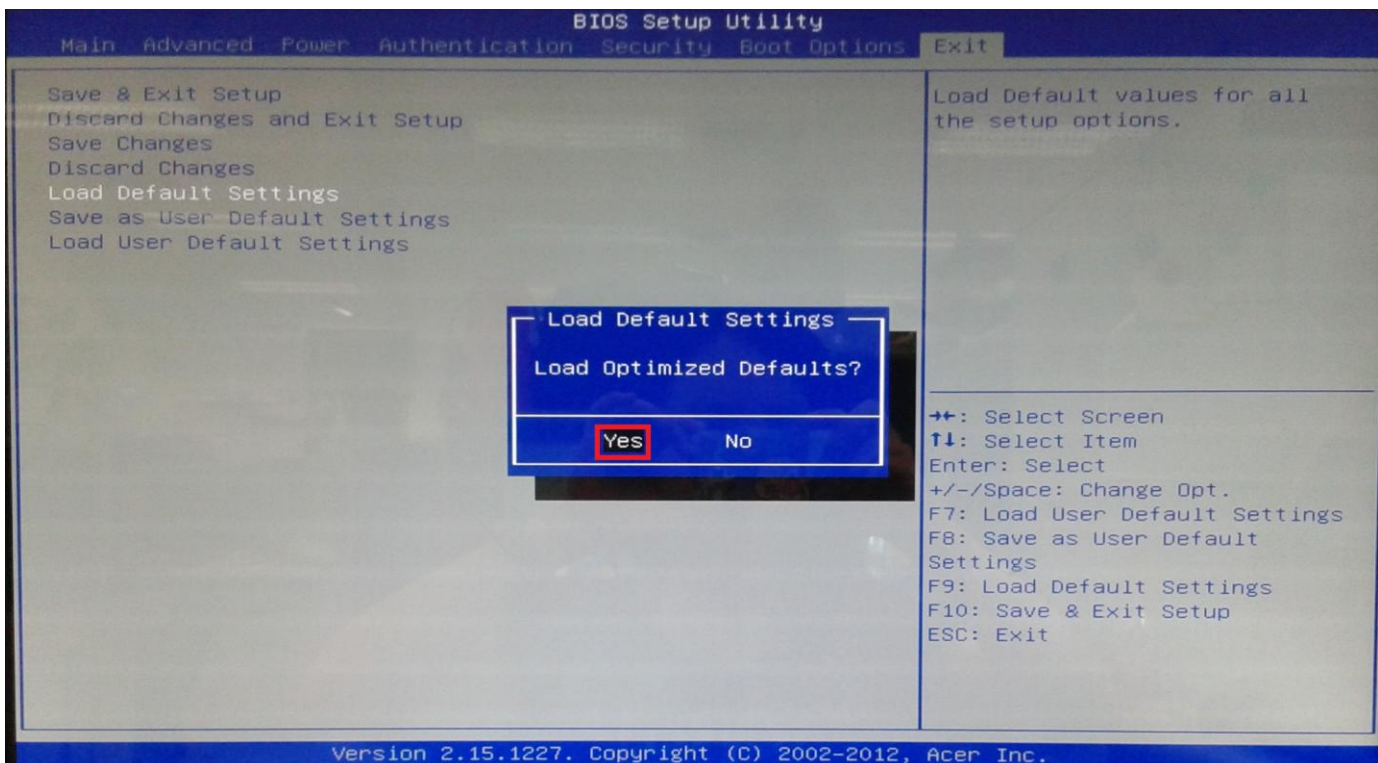 BIOS Setup Utility
Main Advanced Power Authentication Security Boot Options Exit
Save & Exit Setup
Discard Changes and Exit Setup
Save Changes
Discard Changes
Load Default Settings
Save as User Default Settings
Load User Default Settings
Load Default values for all
the setup options.
Load Default Settings
Load Optimized Defaults?
Yes No
→←: Select Screen
↑↓: Select Item
Enter: Select
+/-/Space: Change Opt.
F7: Load User Default Settings
F8: Save as User Default
Settings
F9: Load Default Settings
F10: Save & Exit Setup
ESC: Exit
Version 2.15.1227. Copyright (C) 2002-2012, Acer Inc.